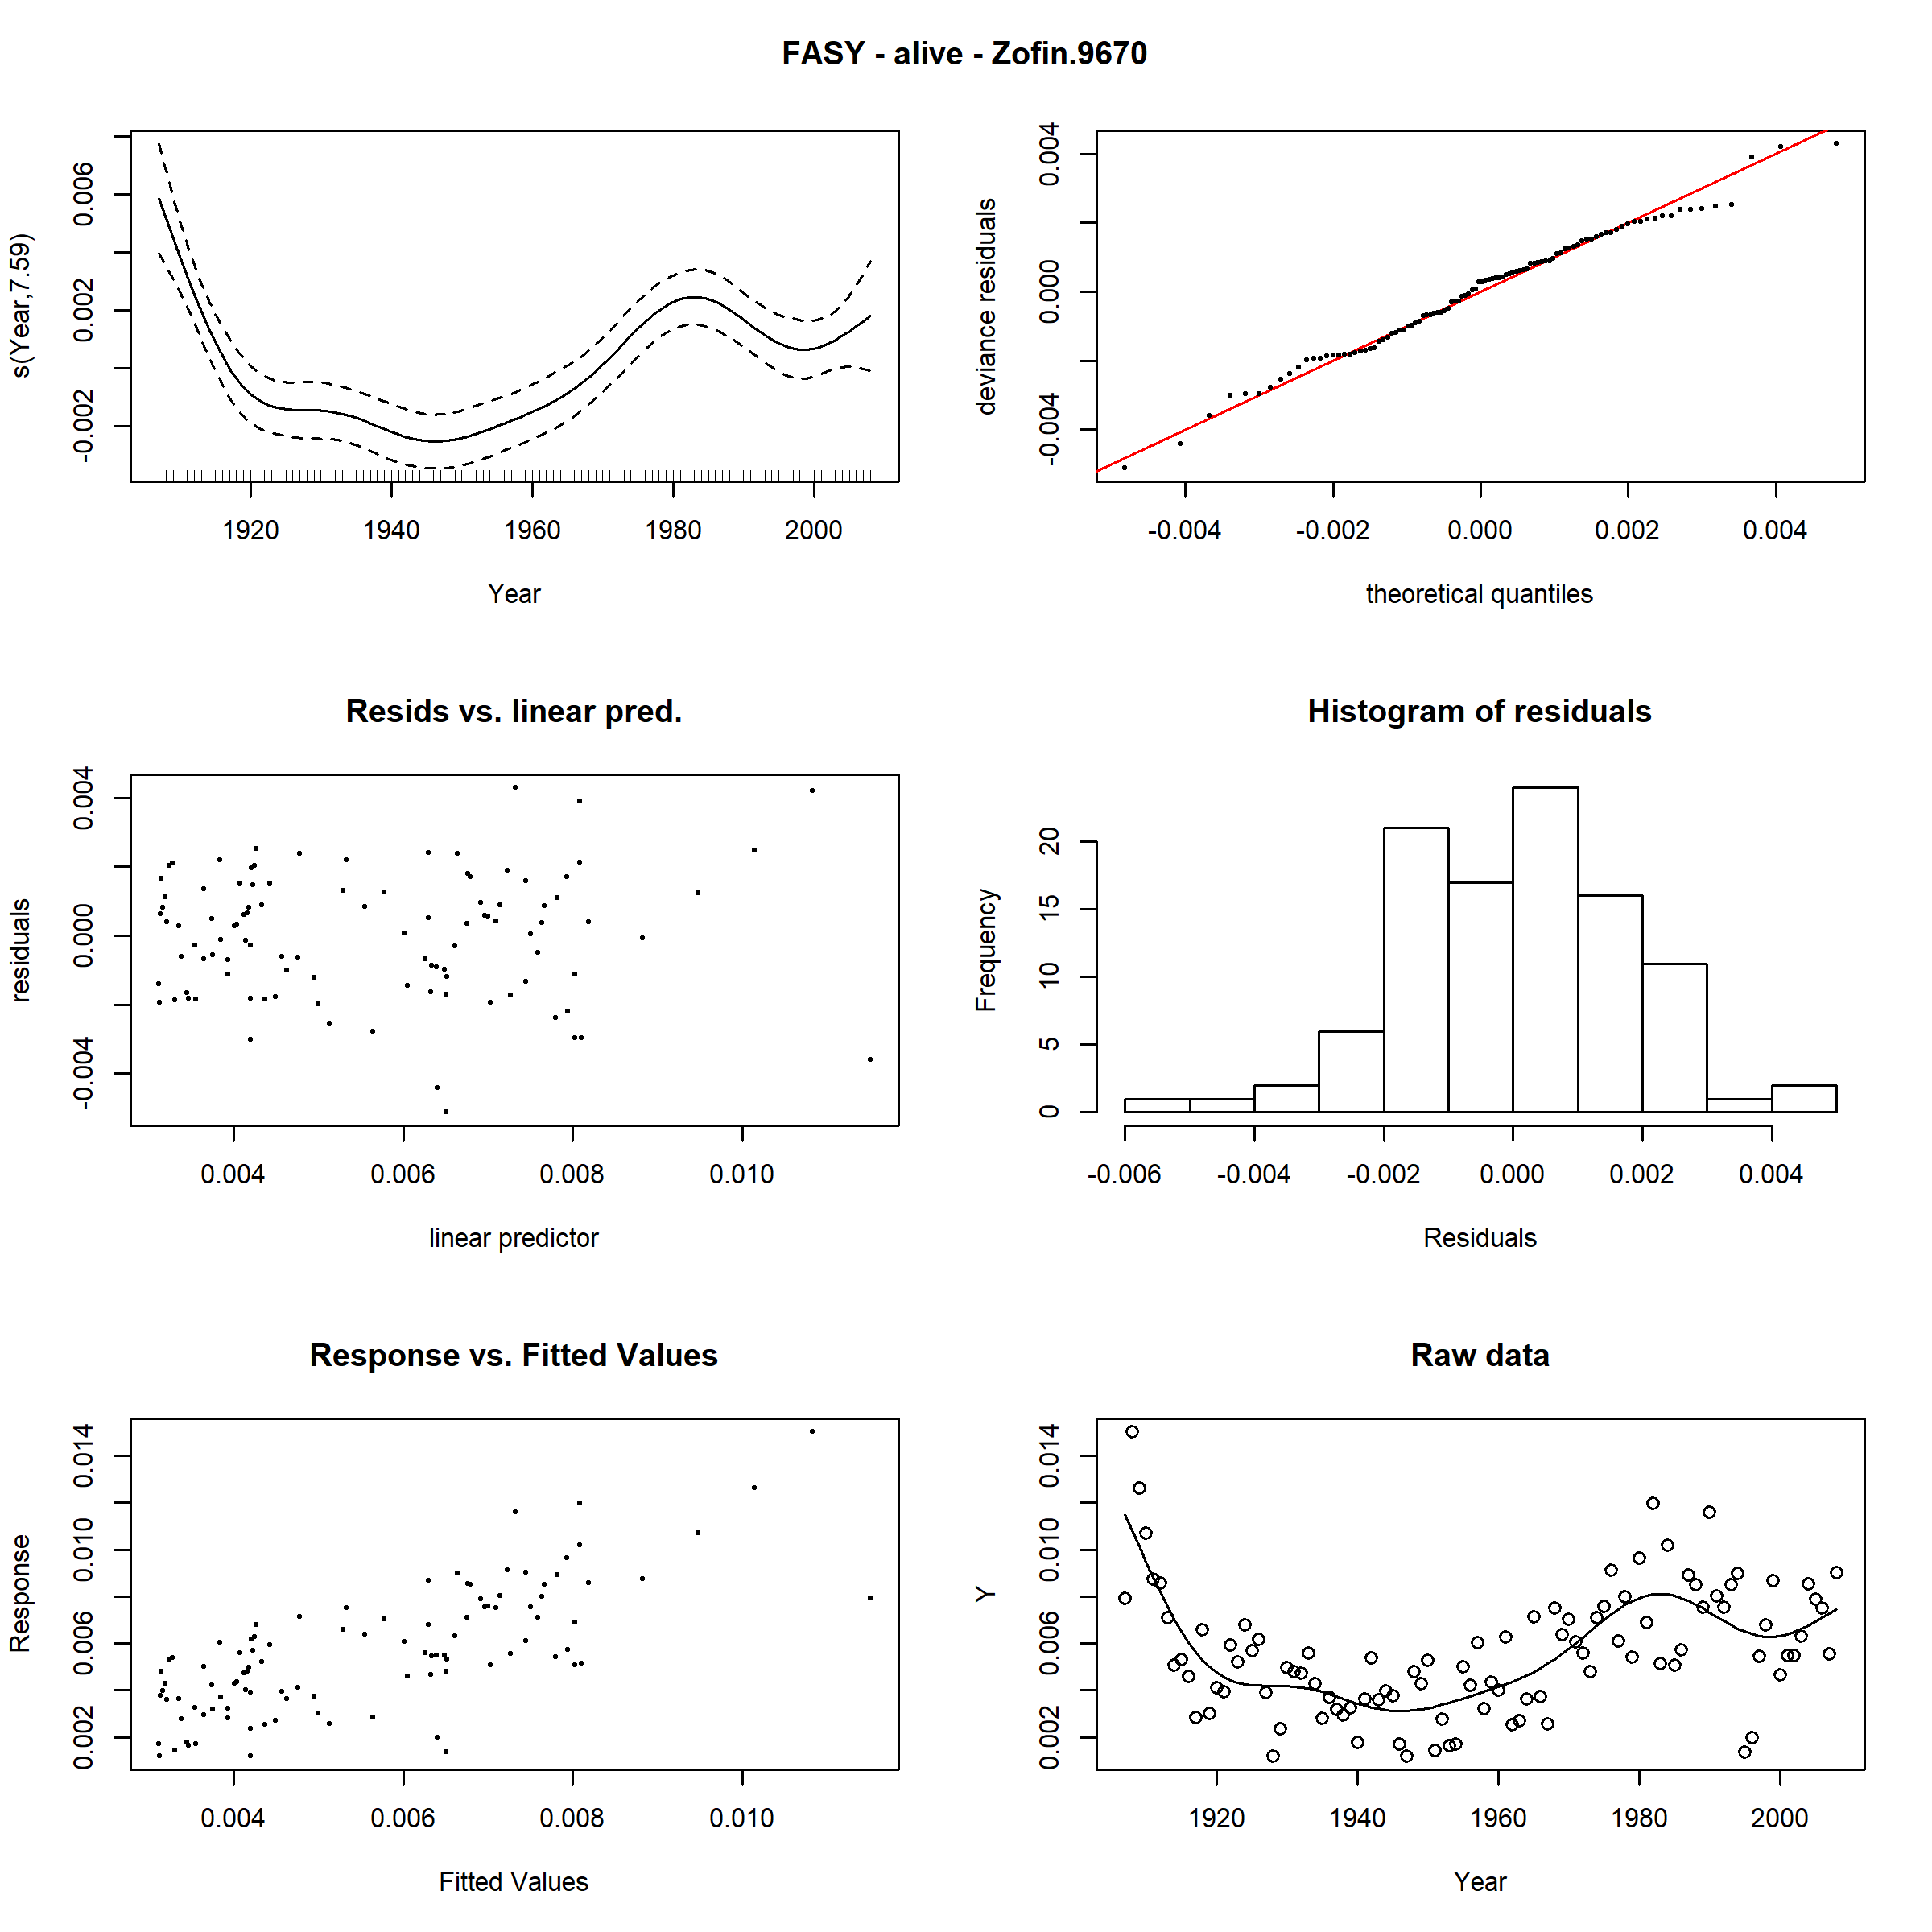 FASY - alive - Zofin.9670
s(Year,7.59)
-0.002 0.002 0.006
1920 1940 1960 1980 2000
Year
deviance residuals
-0.004 0.000 0.004
-0.004 -0.002 0.000 0.002 0.004
theoretical quantiles
Resids vs. linear pred.
residuals
-0.004 0.000 0.004
0.004 0.006 0.008 0.010
linear predictor
Histogram of residuals
Frequency
0 5 10 15 20
-0.006 -0.004 -0.002 0.000 0.002 0.004
Residuals
Response vs. Fitted Values
Response
0.002 0.006 0.010 0.014
0.004 0.006 0.008 0.010
Fitted Values
Raw data
Y
0.002 0.006 0.010 0.014
1920 1940 1960 1980 2000
Year